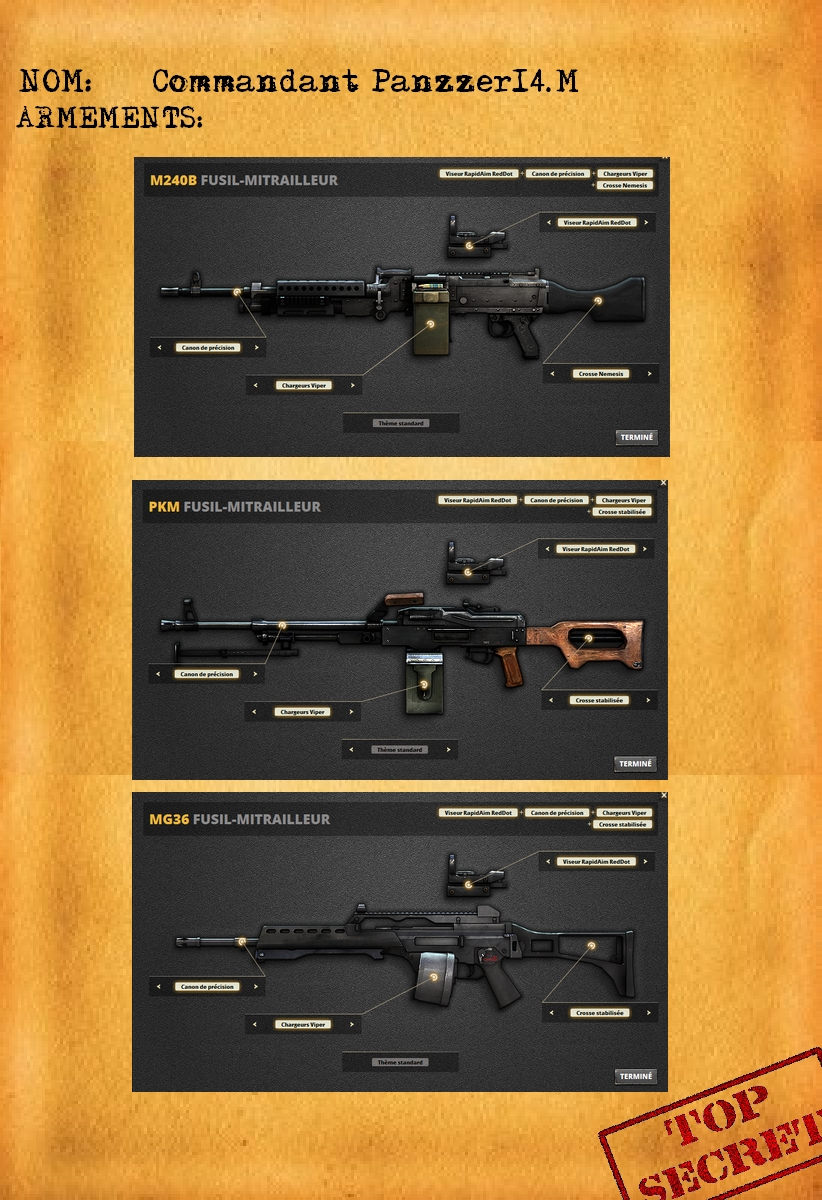 NOM: Commandant Panzzer14.M
ARMEMENTS:
M240B FUSIL-MITRAILLEUR
Viseur RapidAim RedDot + Canon de précision + Chargeurs Viper
+ Crosse Nemesis
Viseur RapidAim RedDot
Canon de précision
Crosse Nemesis
Chargeurs Viper
Thème standard
TERMINÉ
PKM FUSIL-MITRAILLEUR
Viseur RapidAim RedDot + Canon de précision + Chargeurs Viper
+ Crosse stabilisée
Viseur RapidAim RedDot
Canon de précision
Crosse stabilisée
Chargeurs Viper
Thème standard
TERMINÉ
MG36 FUSIL-MITRAILLEUR
Viseur RapidAim RedDot + Canon de précision + Chargeurs Viper
+ Crosse stabilisée
Viseur RapidAim RedDot
Canon de précision
Crosse stabilisée
Chargeurs Viper
Thème standard
TERMINÉ
TOP
SECRET